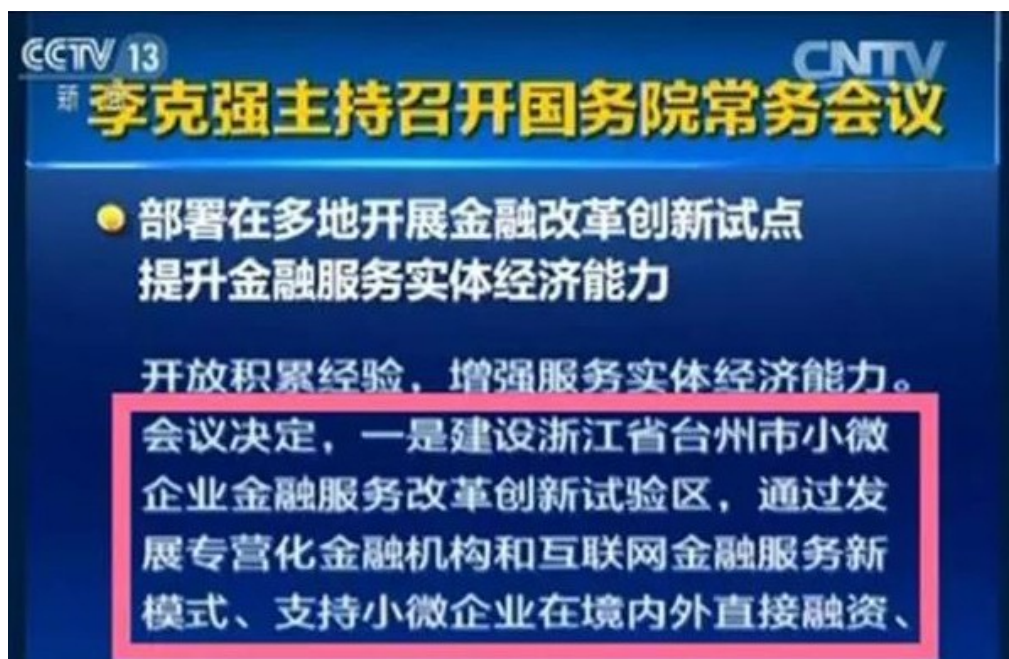 CCTV 13
CNTV
新闻
李克强主持召开国务院常务会议
部署在多地开展金融改革创新试点
提升金融服务实体经济能力
开放积累经验，增强服务实体经济能力。
会议决定，一是建设浙江省台州市小微
企业金融服务改革创新试验区，通过发
展专营化金融机构和互联网金融服务新
模式、支持小微企业在境内外直接融资、